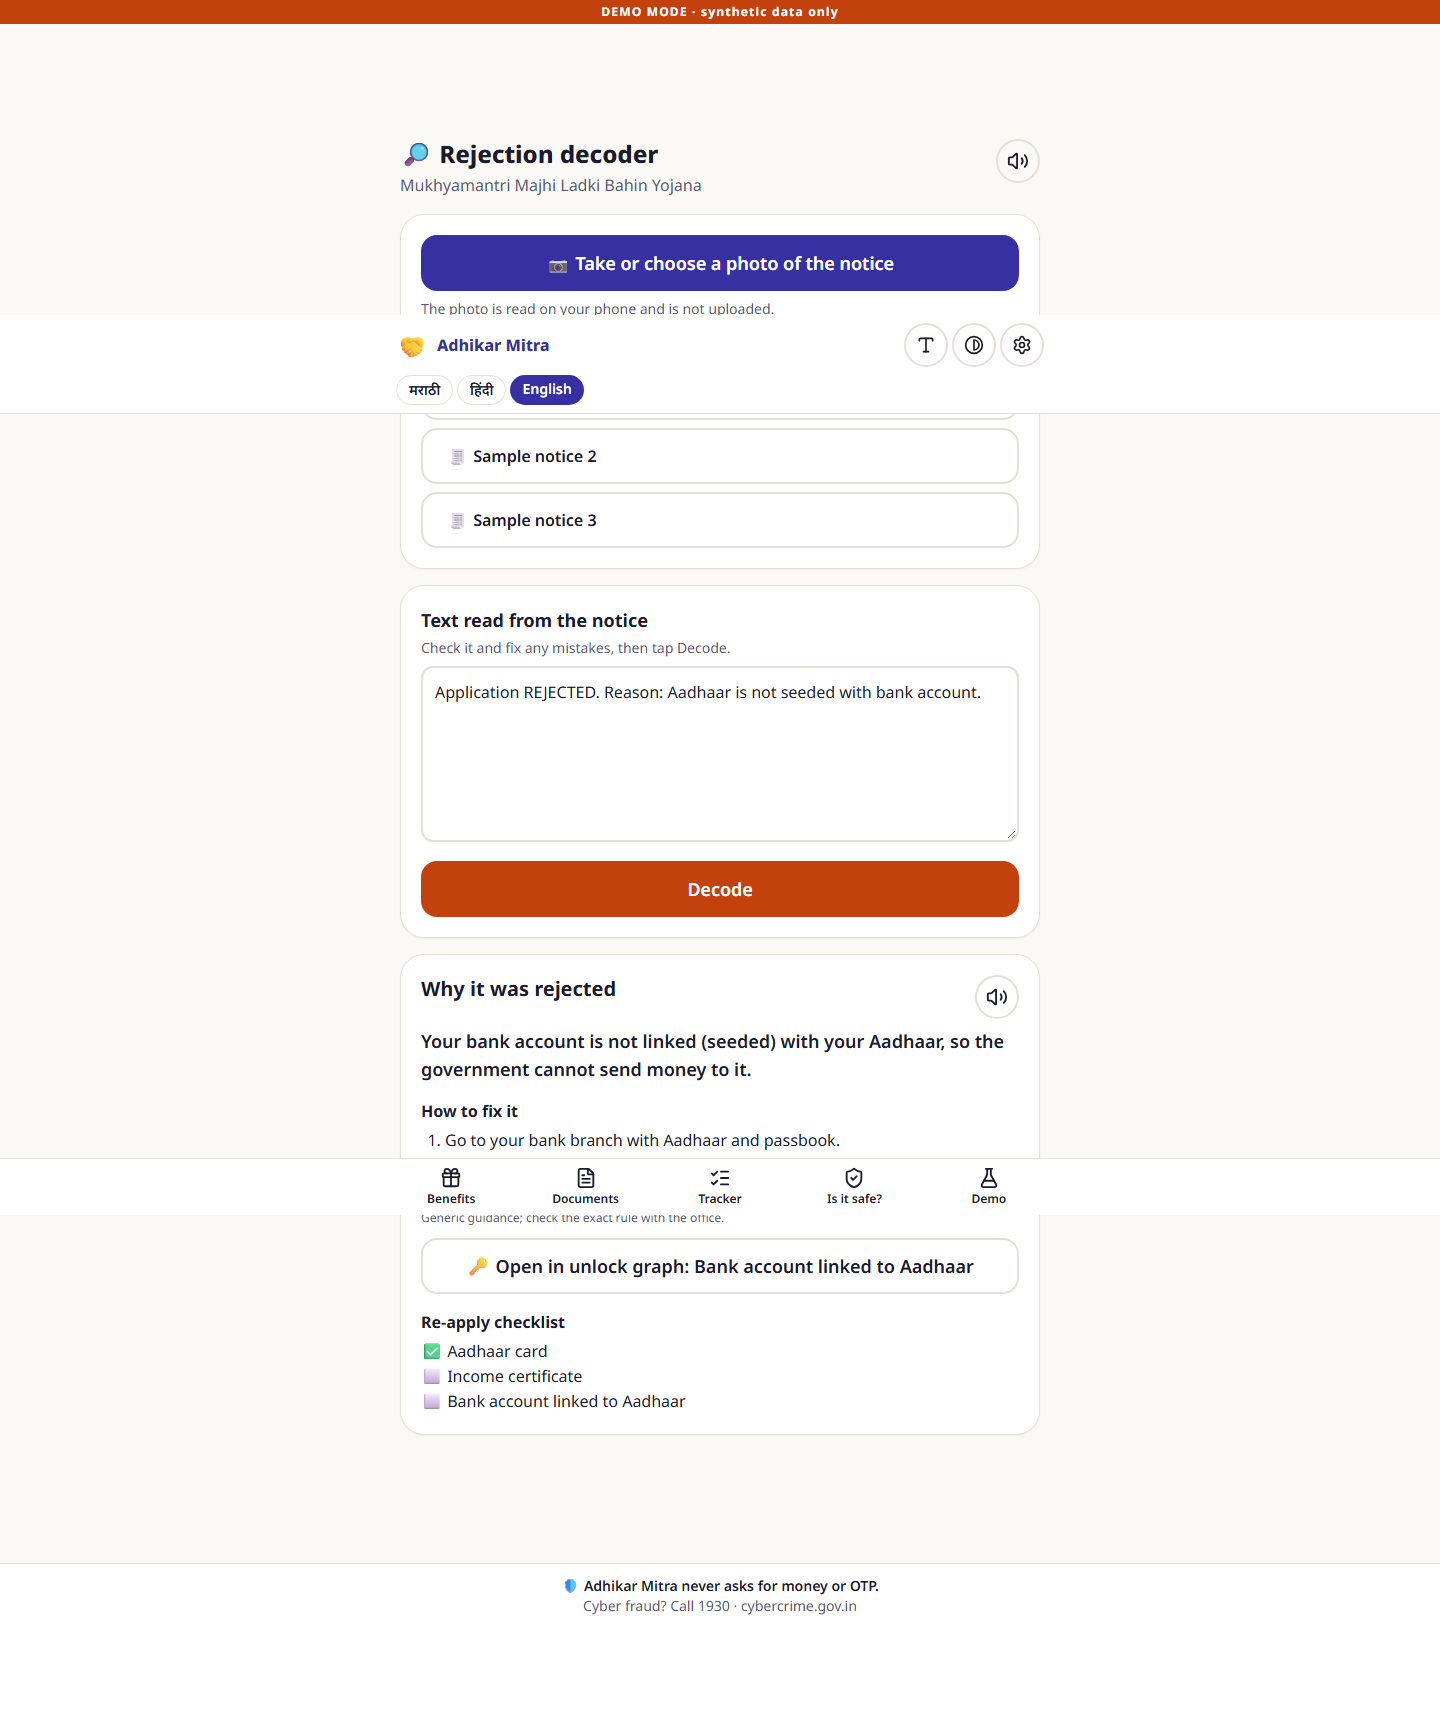 DEMO MODE · synthetic data only
Rejection decoder
Mukhyamantri Majhi Ladki Bahin Yojana
Take or choose a photo of the notice
The photo is read on your phone and is not uploaded.
Adhikar Mitra
मराठी हिंदी English
Sample notice 2
Sample notice 3
Text read from the notice
Check it and fix any mistakes, then tap Decode.
Application REJECTED. Reason: Aadhaar is not seeded with bank account.
Decode
Why it was rejected
Your bank account is not linked (seeded) with your Aadhaar, so the
government cannot send money to it.
How to fix it
1. Go to your bank branch with Aadhaar and passbook.
Benefits Documents Tracker Is it safe? Demo
Generic guidance; check the exact rule with the office.
Open in unlock graph: Bank account linked to Aadhaar
Re-apply checklist
Aadhaar card
Income certificate
Bank account linked to Aadhaar
Adhikar Mitra never asks for money or OTP.
Cyber fraud? Call 1930 · cybercrime.gov.in